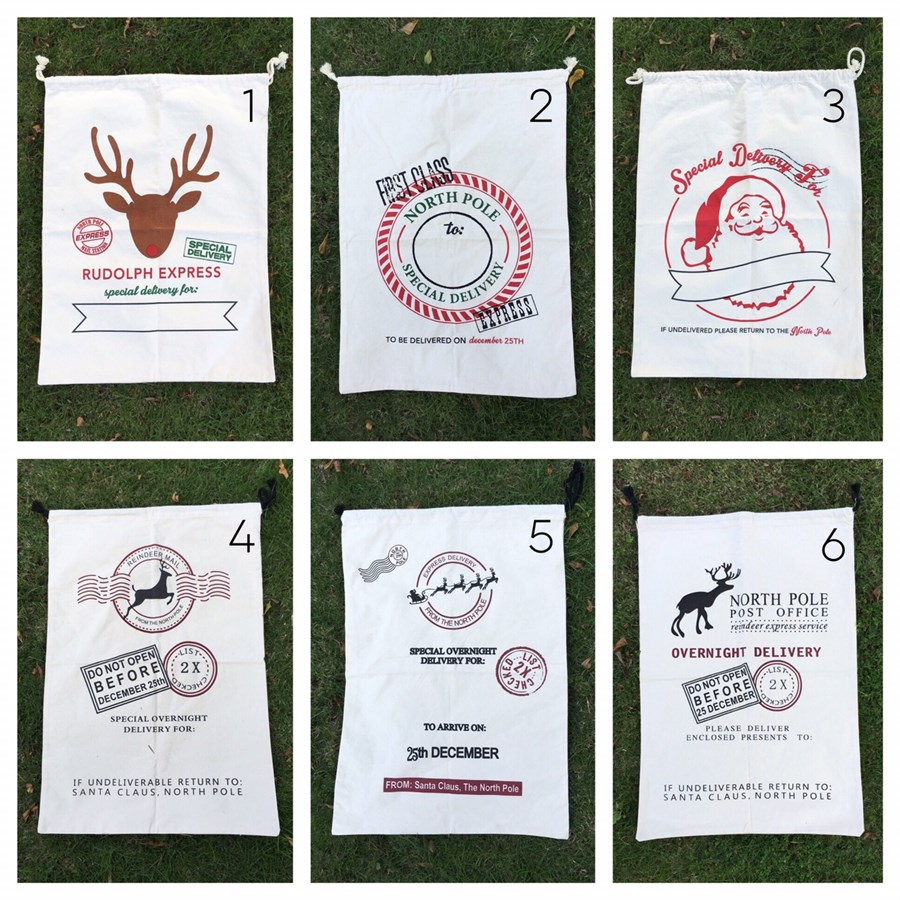 1
SANTA POLE
EXPRESS
SPECIAL
DELIVERY
RUDOLPH EXPRESS
special delivery for:
2
FIRST CLASS
NORTH POLE
to:
SPECIAL DELIVERY
EXPRESS
TO BE DELIVERED ON december 25TH
3
Special Delivery For
IF UNDELIVERED PLEASE RETURN TO THE North Pole
4
REINDEER MAIL
FROM THE NORTH POLE
DO NOT OPEN
BEFORE
DECEMBER 25th
LIST
2X
CHECKED
SPECIAL OVERNIGHT
DELIVERY FOR:
IF UNDELIVERABLE RETURN TO:
SANTA CLAUS, NORTH POLE
5
EXPRESS DELIVERY
FROM THE NORTH POLE
SPECIAL OVERNIGHT
DELIVERY FOR:
LIST
2X
CHECKED
TO ARRIVE ON:
25th DECEMBER
FROM: Santa Claus, The North Pole
6
NORTH POLE
POST OFFICE
reindeer express service
OVERNIGHT DELIVERY
DO NOT OPEN
BEFORE
25 DECEMBER
LIST
2X
CHECKED
PLEASE DELIVER
ENCLOSED PRESENTS TO:
IF UNDELIVERABLE RETURN TO:
SANTA CLAUS, NORTH POLE